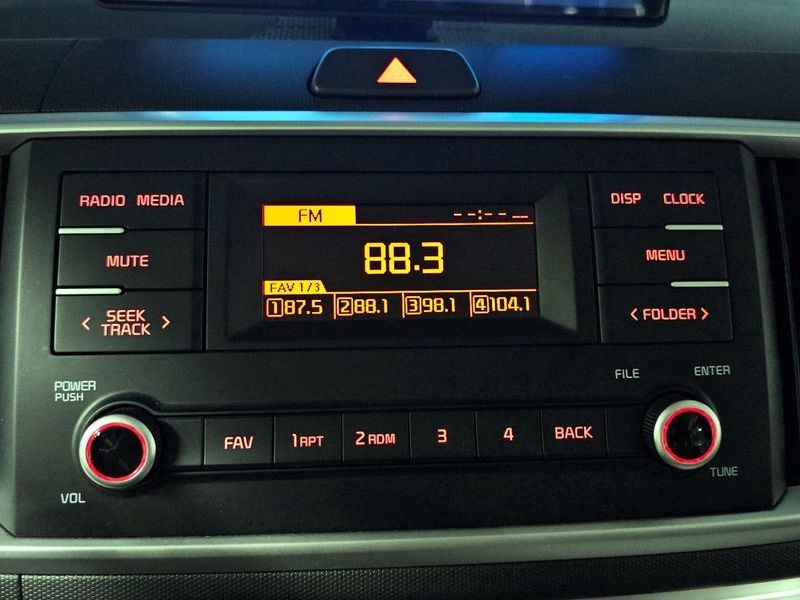 RADIO MEDIA
MUTE
< SEEK TRACK >
FM --:-- --
88.3
FAV 1/3
1 87.5 2 88.1 3 98.1 4 104.1
DISP CLOCK
MENU
< FOLDER >
POWER
PUSH
VOL
FAV 1 RPT 2 RDM 3 4 BACK
FILE ENTER
TUNE